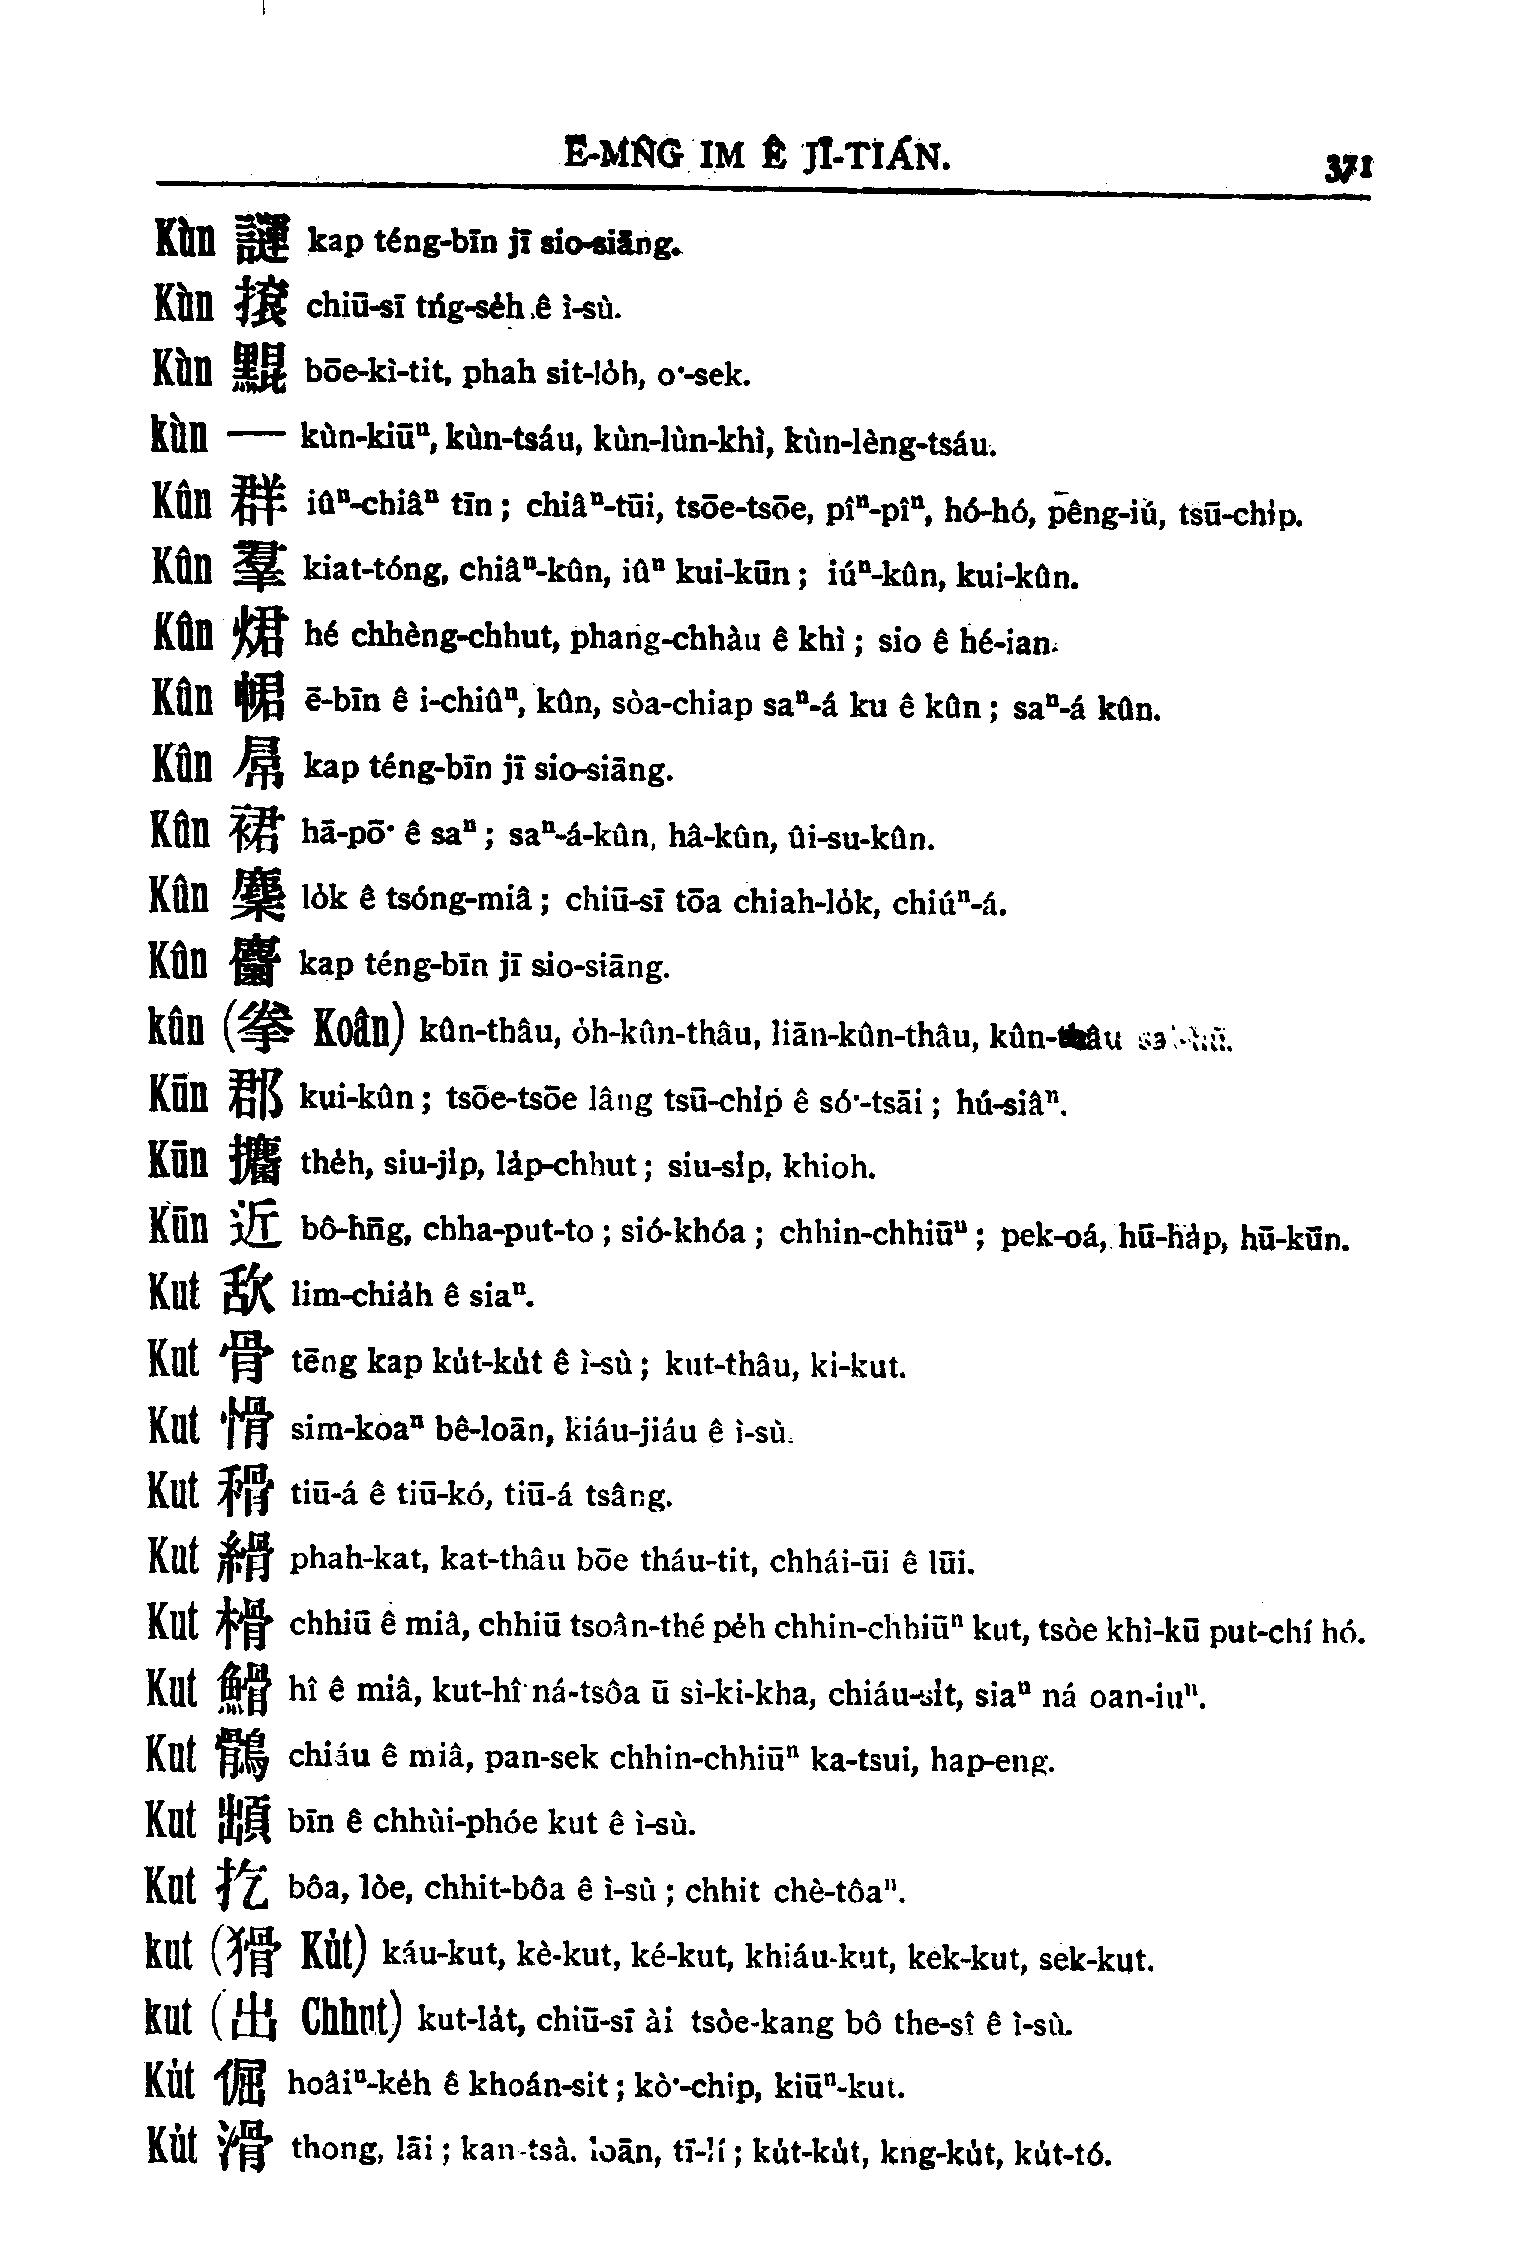 Ē-MN̂G IM Ê JĪ-TIÁN. 371
Kùn kap téng-bīn jī sio-siāng.
Kùn chiū-sī tńg-se̍h ê ì-sù.
Kùn bōe-kì-tit, phah sit-lo̍h, o͘-sek.
kùn — kùn-kiūⁿ, kùn-tsáu, kùn-lùn-khì, kùn-lèng-tsáu.
Kûn 群 iûⁿ-chiâⁿ tīn; chiâⁿ-tūi, tsōe-tsōe, pîⁿ-pîⁿ, hó-hó, pêng-iú, tsū-chi̍p.
Kûn 羣 kiat-tóng, chiâⁿ-kûn, iûⁿ kui-kūn; iúⁿ-kûn, kui-kûn.
Kûn 焄 hé chhèng-chhut, phang-chhàu ê khì; sio ê hé-ian.
Kûn 帬 ē-bīn ê i-chiûⁿ, kûn, sòa-chiap saⁿ-á ku ê kûn; saⁿ-á kûn.
Kûn kap téng-bīn jī sio-siāng.
Kûn 裙 hā-pō͘ ê saⁿ; saⁿ-á-kûn, hâ-kûn, ûi-su-kûn.
Kûn 麇 lo̍k ê tsóng-miâ; chiū-sī tōa chiah-lo̍k, chiúⁿ-á.
Kûn 麕 kap téng-bīn jī sio-siāng.
kûn (拳 Koân) kûn-thâu, o̍h-kûn-thâu, liān-kûn-thâu, kûn-thâu
Kūn 郡 kui-kûn; tsōe-tsōe lâng tsū-chi̍p ê só͘-tsāi; hú-siâⁿ.
Kūn 攟 the̍h, siu-ji̍p, la̍p-chhut; siu-si̍p, khioh.
Kūn 近 bô-hn̄g, chha-put-to; sió-khóa; chhin-chhiūⁿ; pek-oá, hū-ha̍p, hū-kūn.
Kut lim-chia̍h ê siaⁿ.
Kut 骨 tēng kap ku̍t-ku̍t ê ì-sù; kut-thâu, ki-kut.
Kut 愲 sim-koaⁿ bê-loān, kiáu-jiáu ê ì-sù.
Kut 䅙 tiū-á ê tiū-kó, tiū-á tsâng.
Kut 縎 phah-kat, kat-thâu bōe tháu-tit, chhái-ūi ê lūi.
Kut 榾 chhiū ê miâ, chhiū tsoân-thé pe̍h chhin-chhiūⁿ kut, tsòe khì-kū put-chí hó.
Kut 䱻 hî ê miâ, kut-hî ná-tsôa ū sì-ki-kha, chiáu-si̍t, siaⁿ ná oan-iuⁿ.
Kut 鶻 chiáu ê miâ, pan-sek chhin-chhiūⁿ ka-tsui, hap-eng.
Kut 䪼 bīn ê chhùi-phóe kut ê ì-sù.
Kut 扢 bôa, lòe, chhit-bôa ê ì-sù; chhit chè-tôaⁿ.
kut (猾 Ku̍t) káu-kut, kè-kut, ké-kut, khiáu-kut, kek-kut, sek-kut.
kut (出 Chhut) kut-la̍t, chiū-sī ài tsòe-kang bô the-sî ê ì-sù.
Ku̍t 倔 hoâiⁿ-ke̍h ê khoán-sit; kò͘-chip, kiūⁿ-kut.
Ku̍t 滑 thong, lāi; kan-tsà. loān, tī-lí; ku̍t-ku̍t, kng-ku̍t, ku̍t-tó.